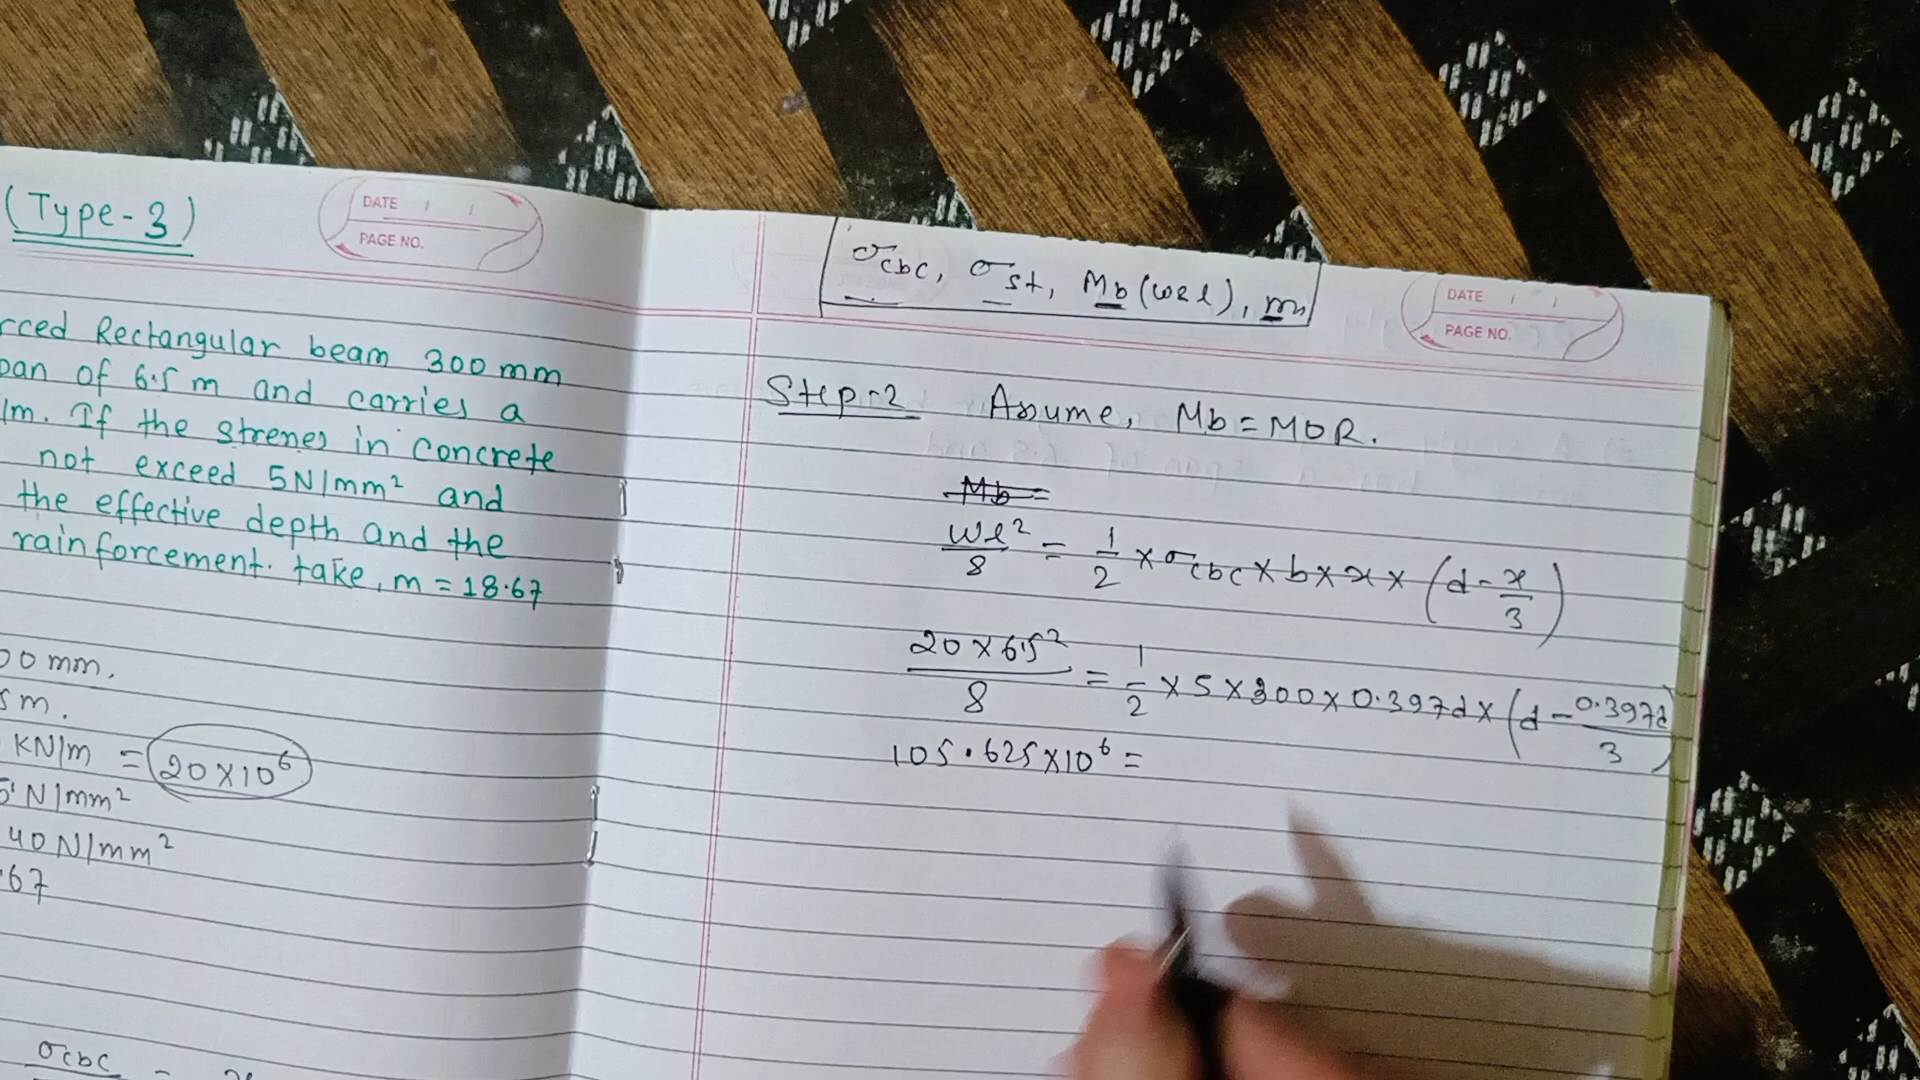 (Type-3)
DATE
PAGE NO.
rced Rectangular beam 300 mm
pan of 6.5 m and carries a
/m. If the stresses in concrete
not exceed 5N/mm² and
the effective depth and the
rainforcement. take, m = 18.67
00 mm.
5 m.
KN/m = 20×10⁶
5 N/mm²
40 N/mm²
.67
σcbc
σcbc, σst, Mb (w&l), m
DATE
PAGE NO.
Step-2 Assume, Mb = MOR.
Mb =
wl²/8 = 1/2 × σcbc × b × x × (d - x/3)
20 × 6.5²/8 = 1/2 × 5 × 300 × 0.397d × (d - 0.397d/3)
105.625×10⁶ =